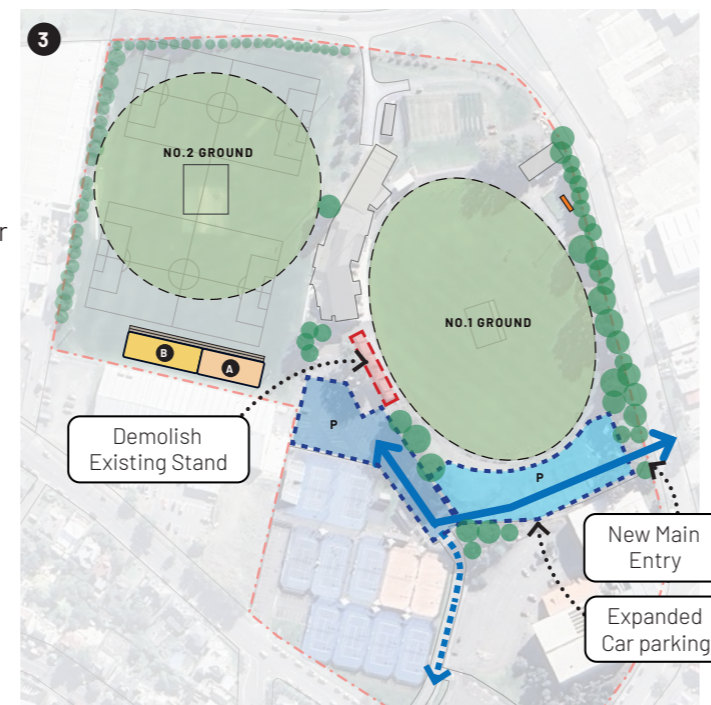 3
NO.2 GROUND
r
NO.1 GROUND
B
A
P
P
Demolish
Existing Stand
New Main
Entry
Expanded
Car parking